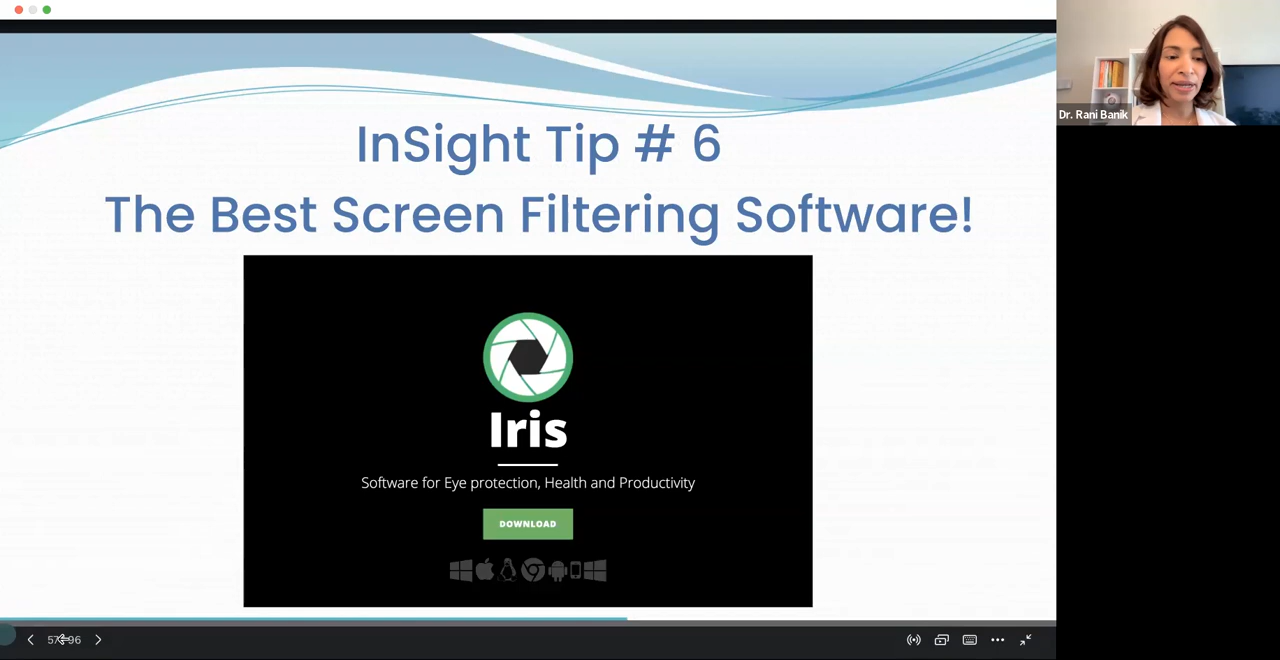 InSight Tip # 6
The Best Screen Filtering Software!
Iris
Software for Eye protection, Health and Productivity
DOWNLOAD
Dr. Rani Banik